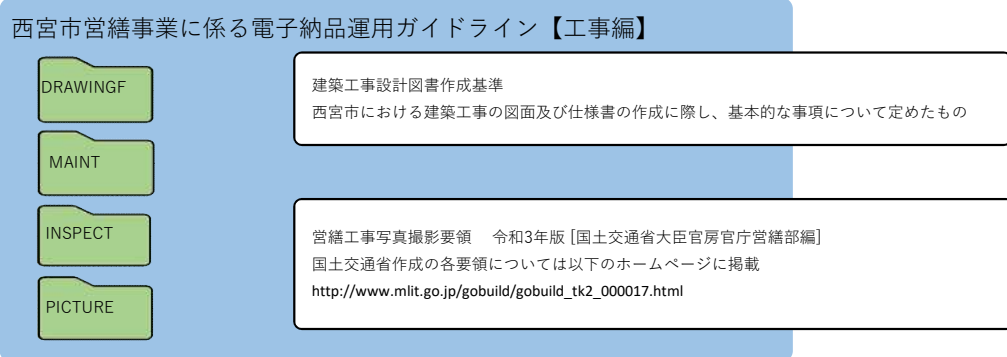 西宮市営繕事業に係る電子納品運用ガイドライン【工事編】
DRAWINGF
建築工事設計図書作成基準
西宮市における建築工事の図面及び仕様書の作成に際し、基本的な事項について定めたもの
MAINT
INSPECT
営繕工事写真撮影要領　令和3年版 [国土交通省大臣官房官庁営繕部編]
国土交通省作成の各要領については以下のホームページに掲載
http://www.mlit.go.jp/gobuild/gobuild_tk2_000017.html
PICTURE